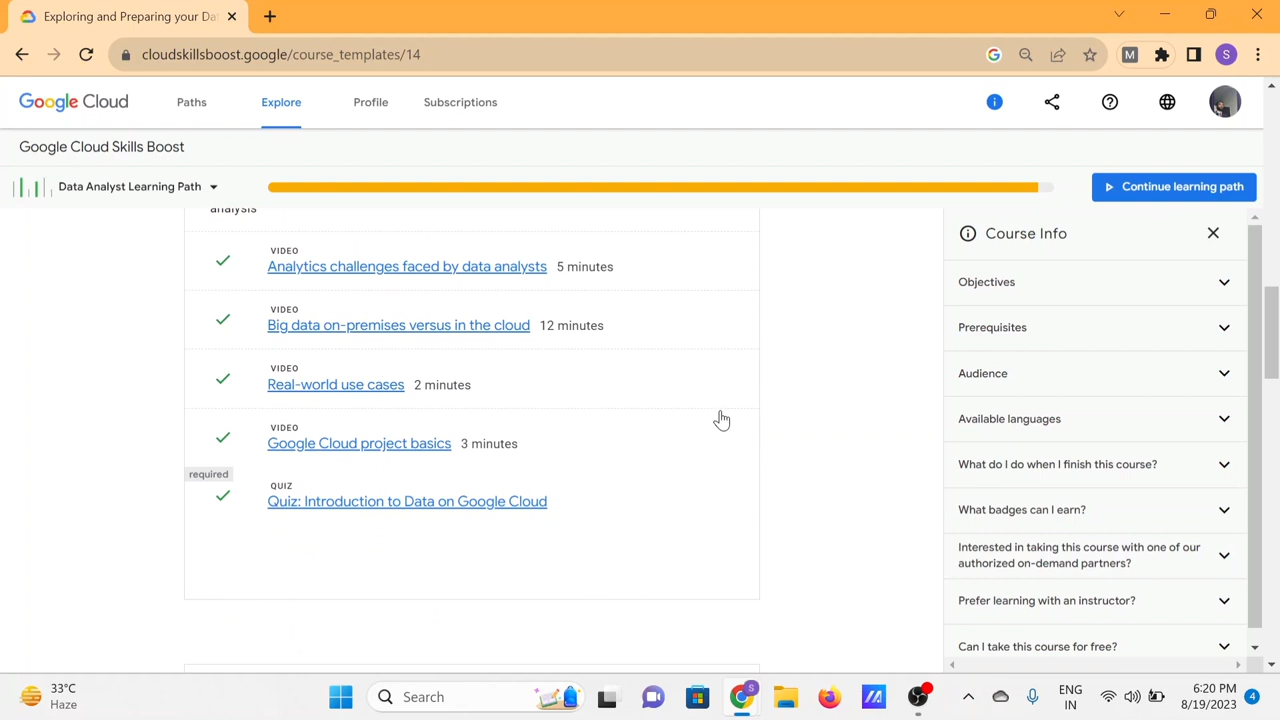 Exploring and Preparing your Da
cloudskillsboost.google/course_templates/14
M
S
Google Cloud
Paths
Explore
Profile
Subscriptions
Google Cloud Skills Boost
Data Analyst Learning Path
Continue learning path
analysis
VIDEO
Analytics challenges faced by data analysts 5 minutes
VIDEO
Big data on-premises versus in the cloud 12 minutes
VIDEO
Real-world use cases 2 minutes
VIDEO
Google Cloud project basics 3 minutes
required
QUIZ
Quiz: Introduction to Data on Google Cloud
Course Info
Objectives
Prerequisites
Audience
Available languages
What do I do when I finish this course?
What badges can I earn?
Interested in taking this course with one of our
authorized on-demand partners?
Prefer learning with an instructor?
Can I take this course for free?
33°C
Haze
Search
S
ENG
IN
6:20 PM
8/19/2023
4